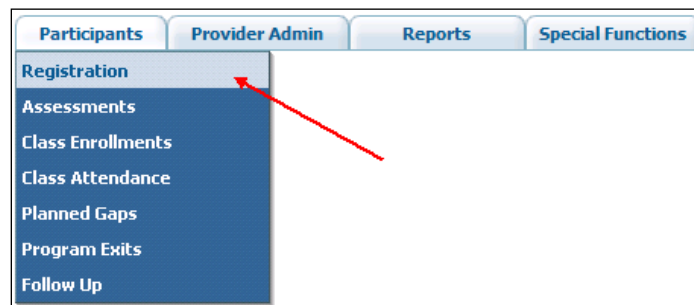 Participants Provider Admin Reports Special Functions
Registration
Assessments
Class Enrollments
Class Attendance
Planned Gaps
Program Exits
Follow Up